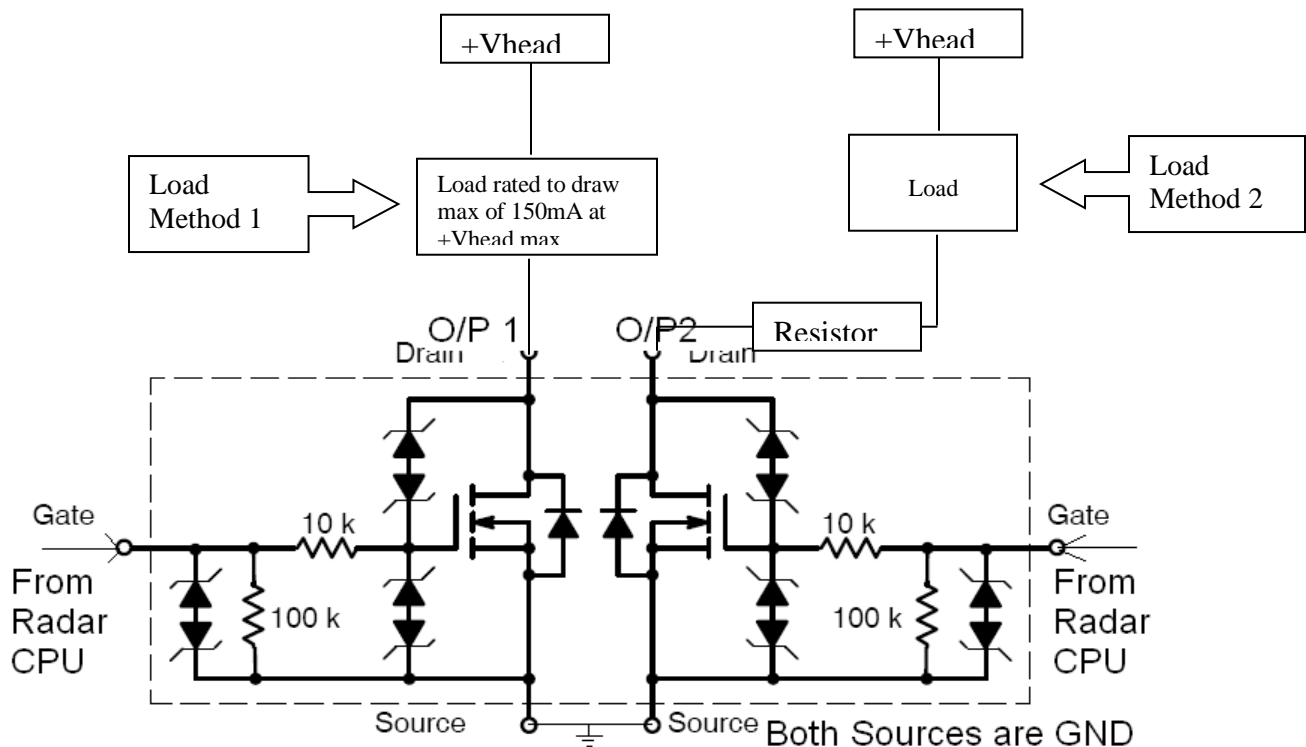 +Vhead
+Vhead
Load
Method 1
Load rated to draw
max of 150mA at
+Vhead max
Load
Load
Method 2
Resistor
O/P 1
O/P2
Drain
Drain
Gate
10 k
10 k
Gate
From
Radar
CPU
100 k
100 k
From
Radar
CPU
Source
Source
Both Sources are GND